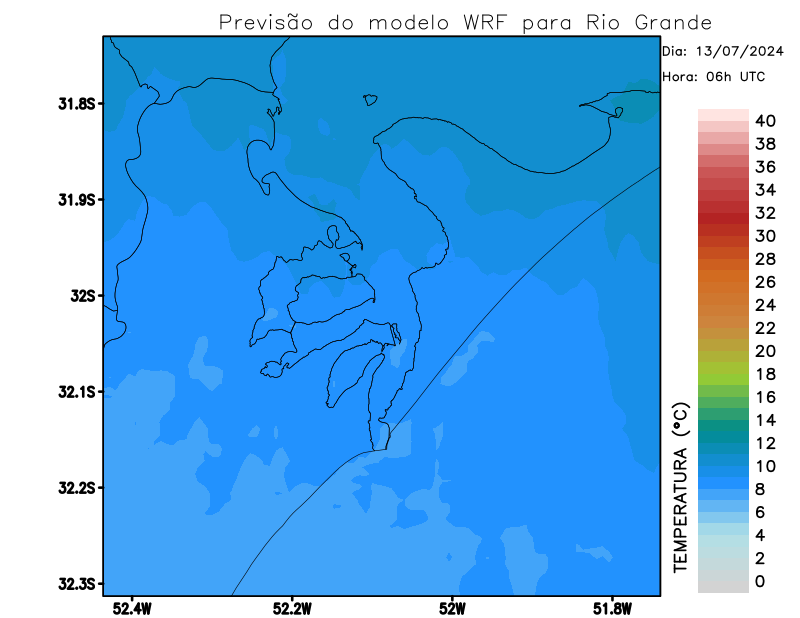 Previsão do modelo WRF para Rio Grande
Dia: 13/07/2024
Hora: 06h UTC
31.8S
31.9S
32S
32.1S
32.2S
32.3S
52.4W
52.2W
52W
51.8W
TEMPERATURA (°C)
40
38
36
34
32
30
28
26
24
22
20
18
16
14
12
10
8
6
4
2
0